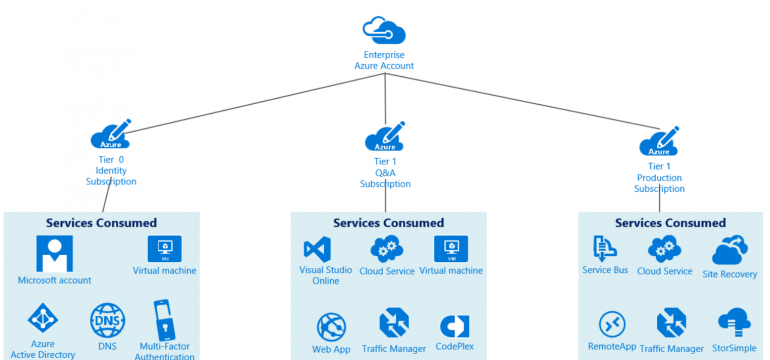 Enterprise
Azure Account
Azure
Tier 0
Identity
Subscription
Azure
Tier 1
Q&A
Subscription
Azure
Tier 1
Production
Subscription
Services Consumed
Microsoft account
Virtual machine
Azure
Active Directory
DNS
DNS
Multi-Factor
Authentication
Services Consumed
Visual Studio
Online
Cloud Service
Virtual machine
Web App
Traffic Manager
CodePlex
Services Consumed
Service Bus
Cloud Service
Site Recovery
RemoteApp
Traffic Manager
StorSimple